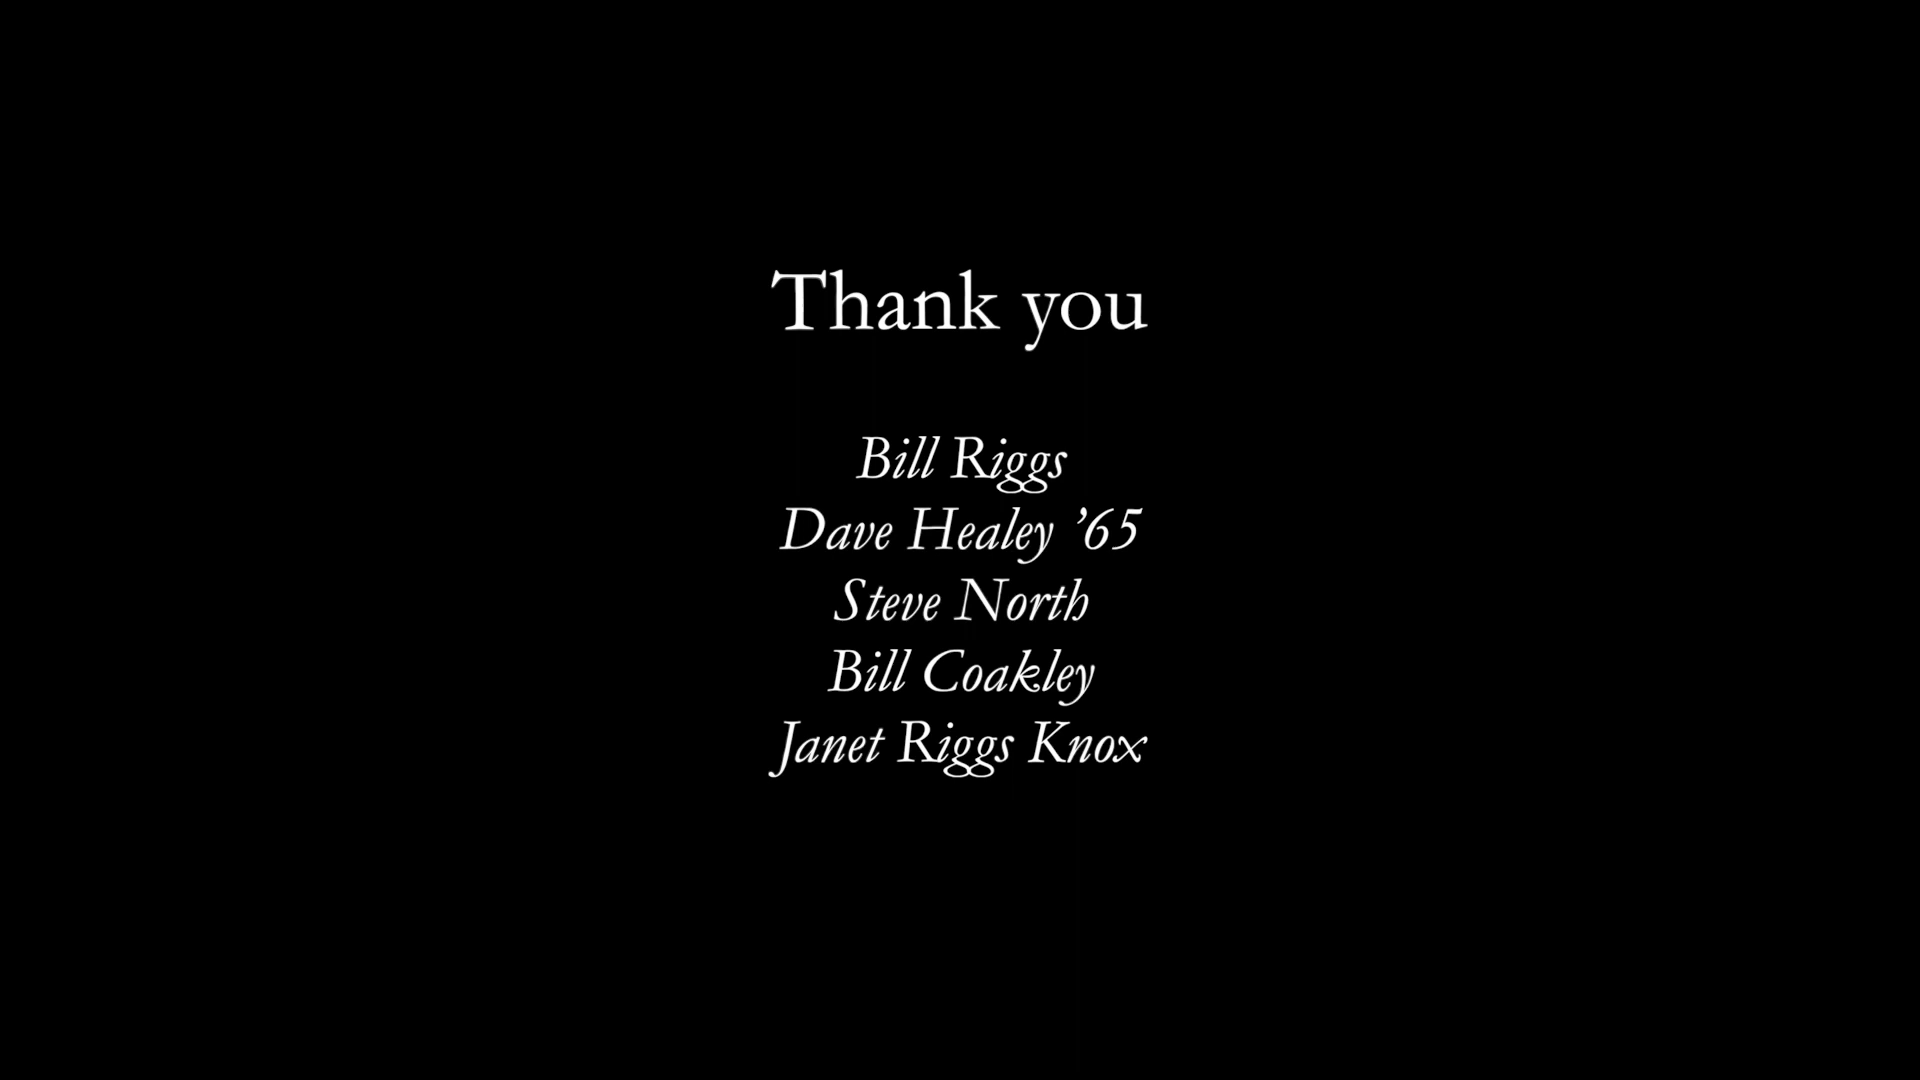 Thank you
Bill Riggs
Dave Healey ’65
Steve North
Bill Coakley
Janet Riggs Knox